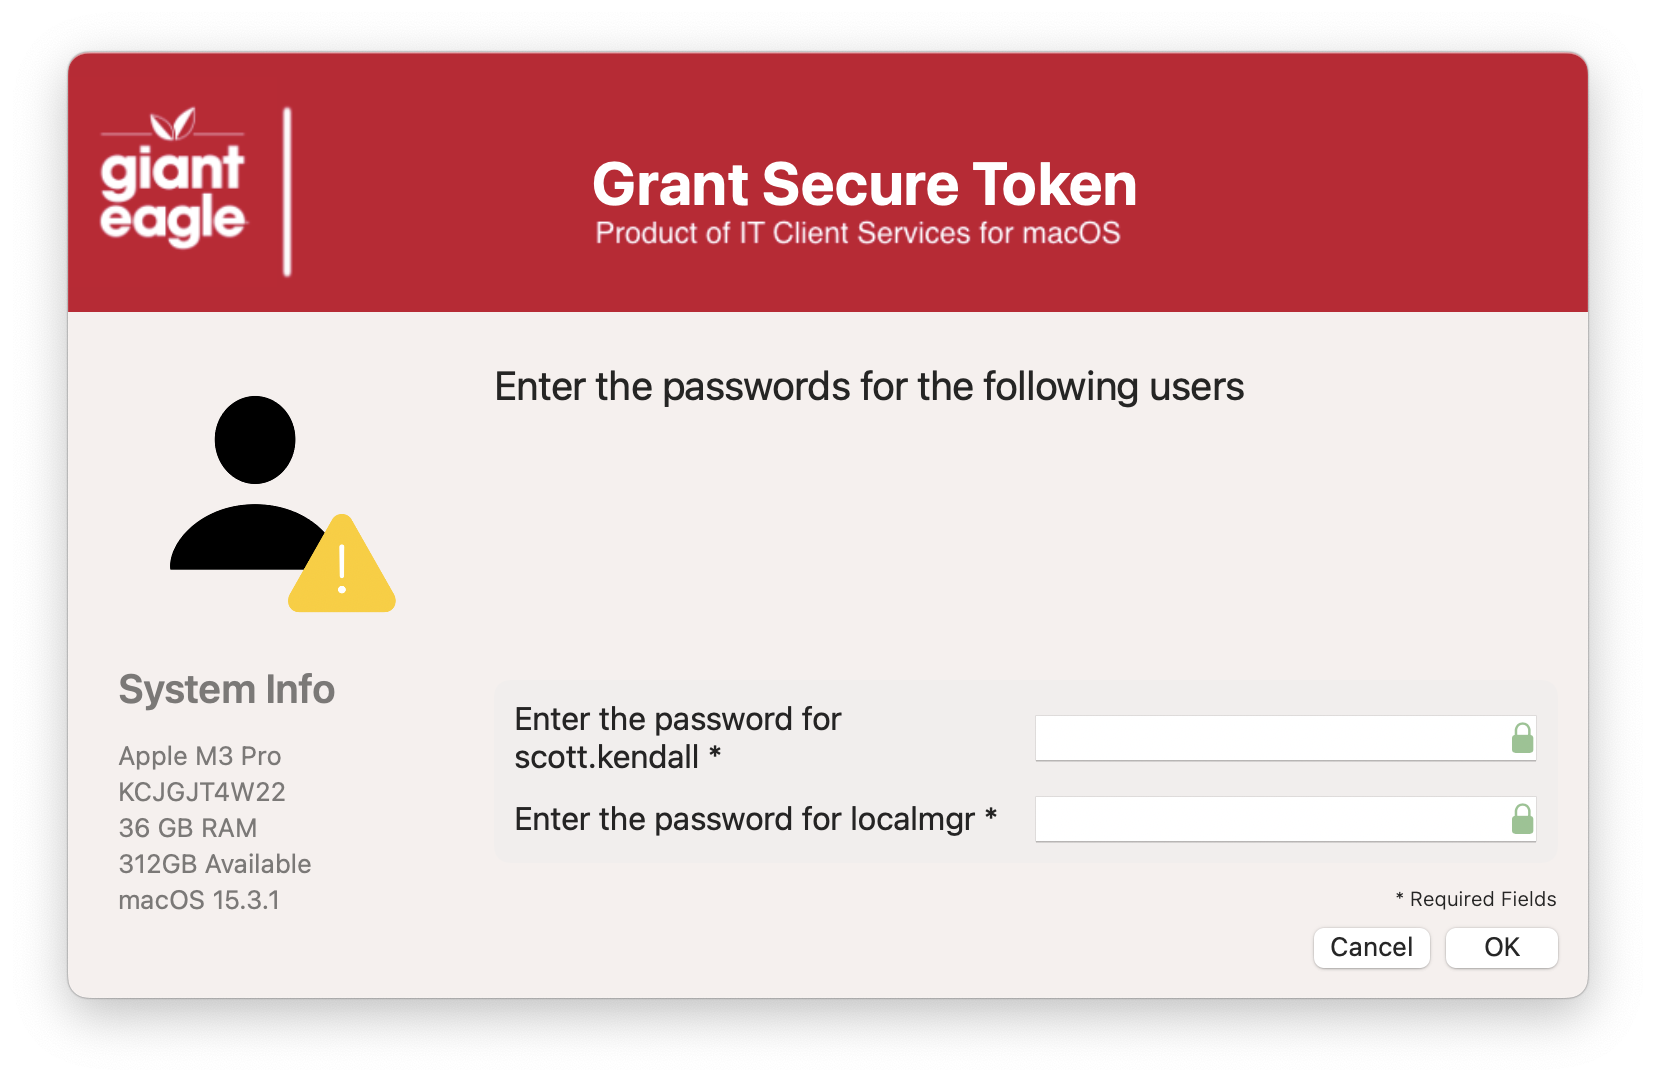 giant
eagle
Grant Secure Token
Product of IT Client Services for macOS
Enter the passwords for the following users
System Info
Apple M3 Pro
KCJGJT4W22
36 GB RAM
312GB Available
macOS 15.3.1
Enter the password for
scott.kendall *
Enter the password for localmgr *
* Required Fields
Cancel
OK